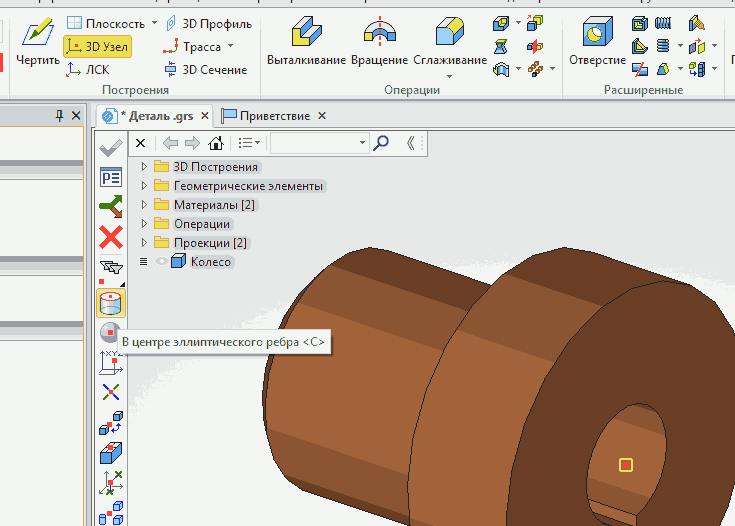 Чертить
Плоскость
3D Узел
ЛСК
3D Профиль
Трасса
3D Сечение
Построения
Выталкивание
Вращение
Сглаживание
Операции
Отверстие
Расширенные
* Деталь .grs
Приветствие
3D Построения
Геометрические элементы
Материалы [2]
Операции
Проекции [2]
Колесо
В центре эллиптического ребра <C>
XYZ